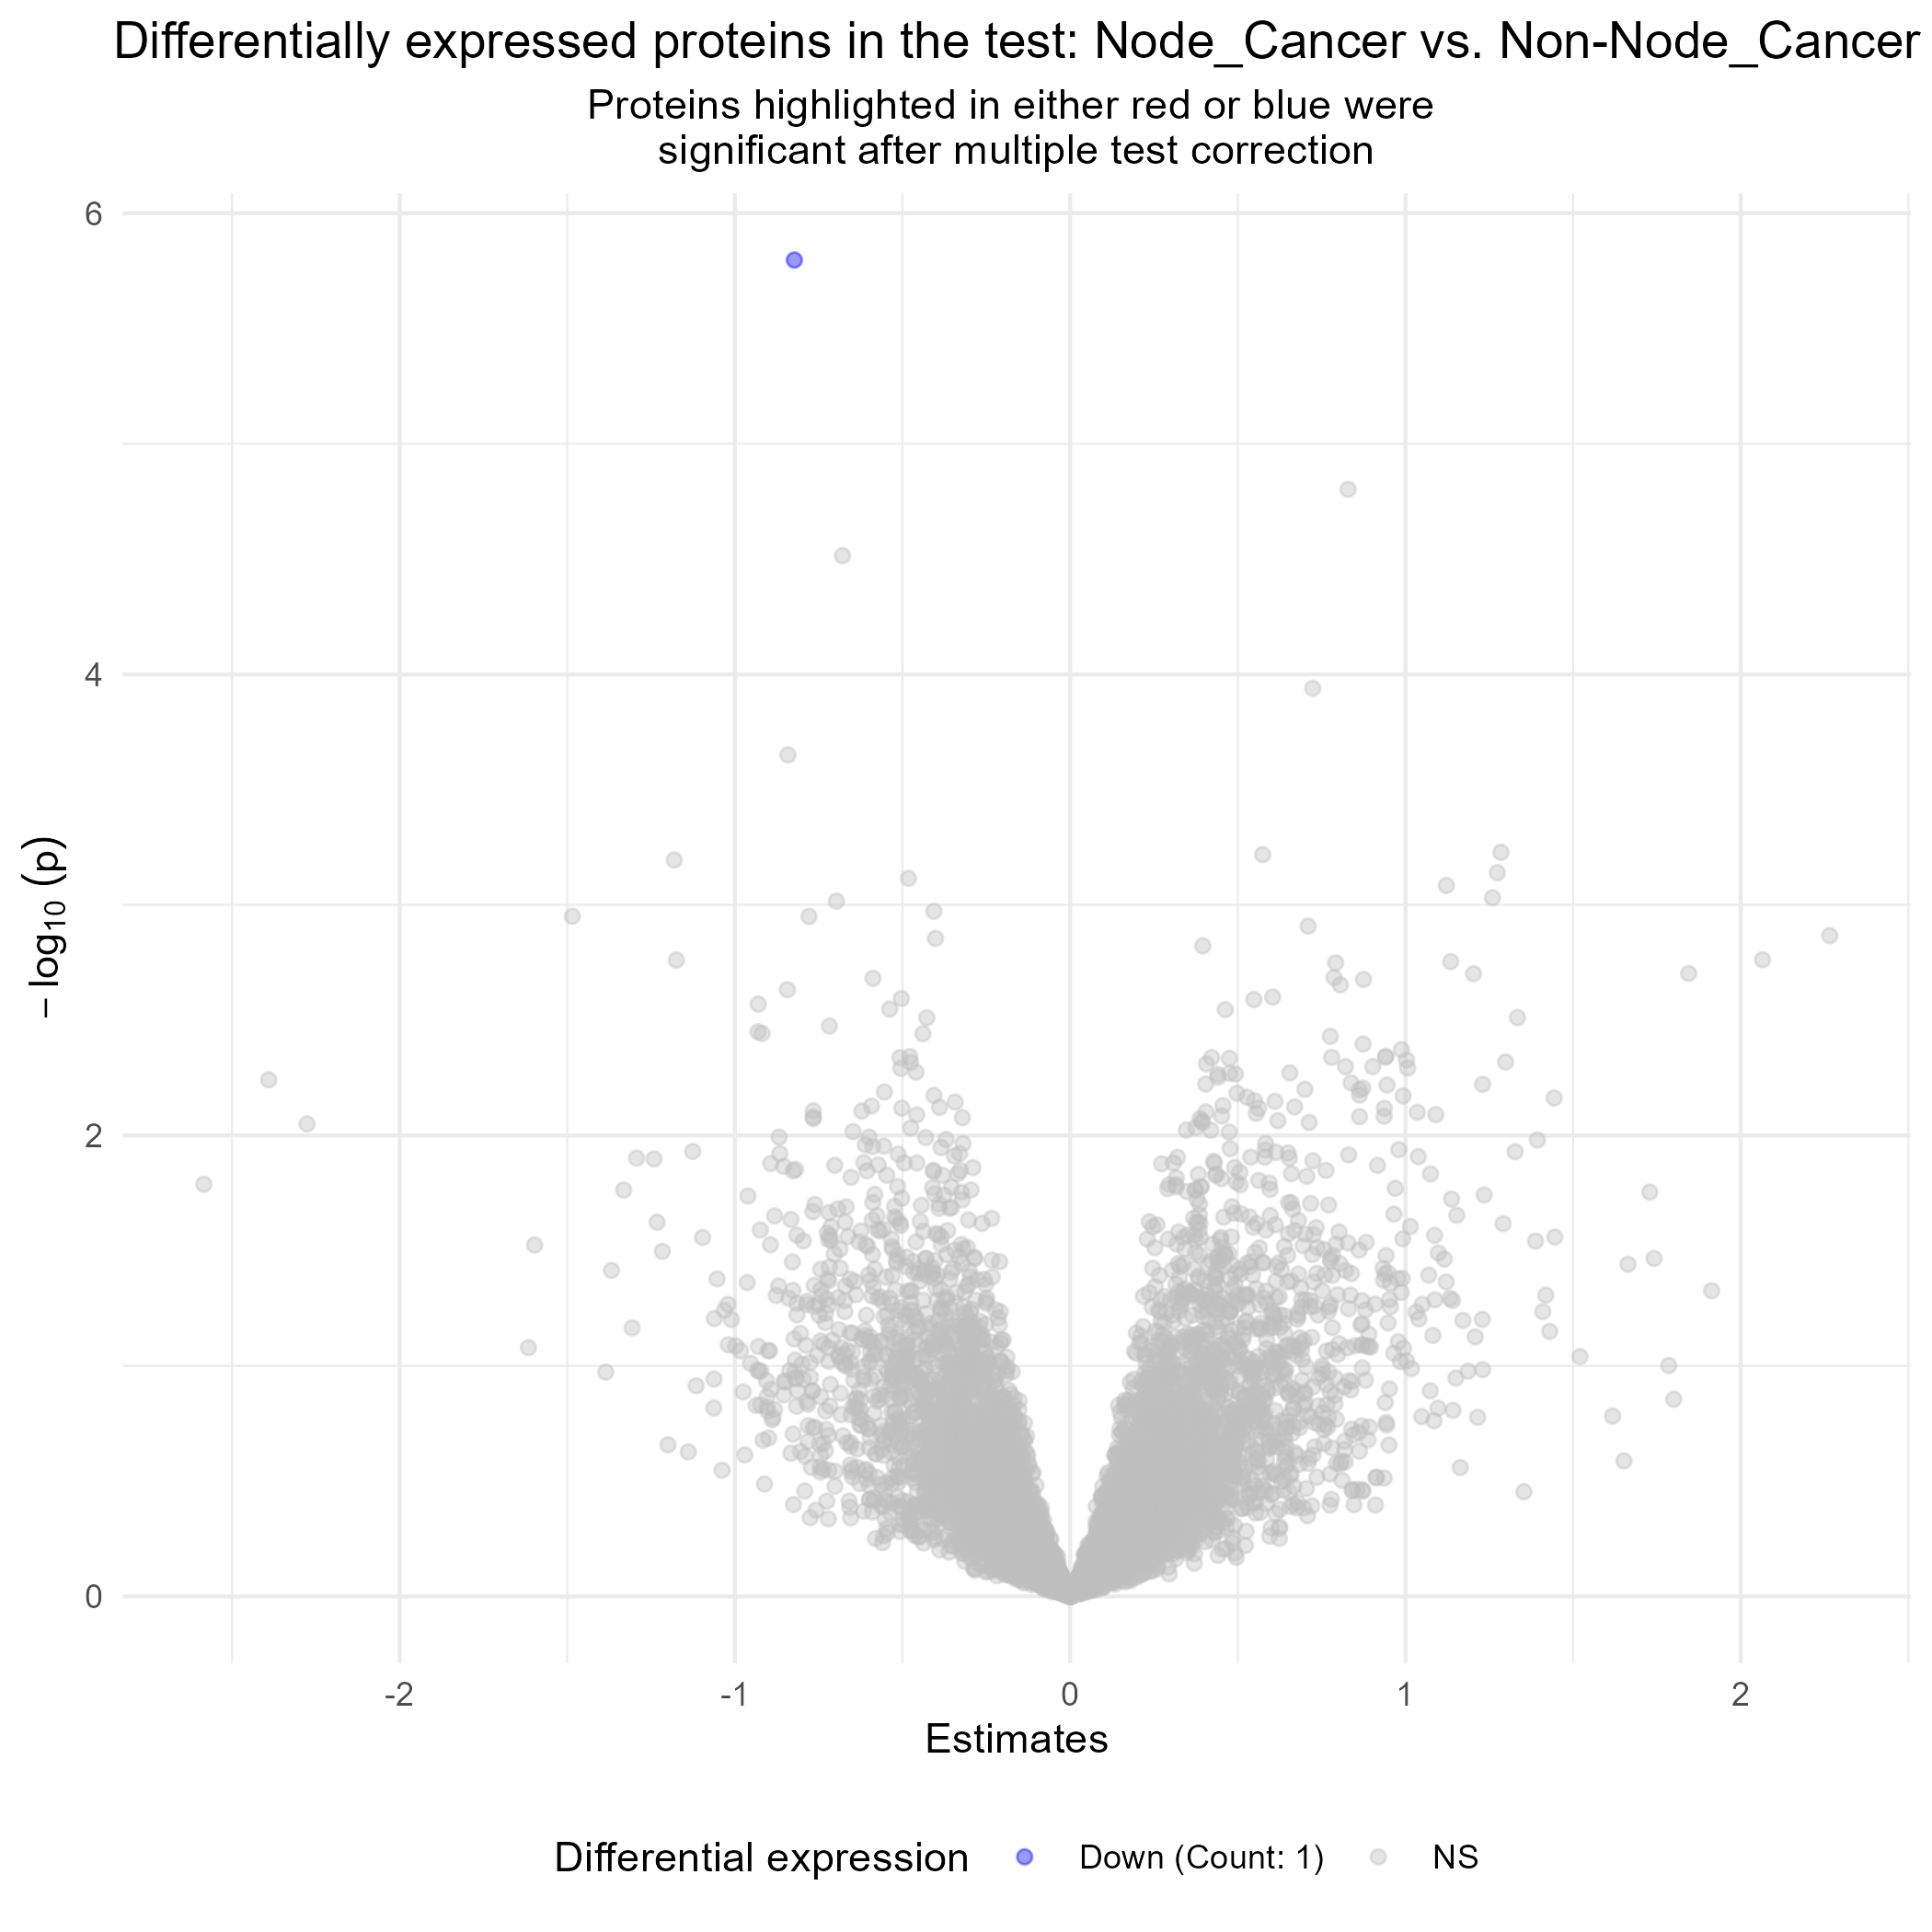 Differentially expressed proteins in the test: Node_Cancer vs. Non-Node_Cancer
Proteins highlighted in either red or blue were
significant after multiple test correction
6
4
2
0
− log10 (p)
-2 -1 0 1 2
Estimates
Differential expression Down (Count: 1) NS